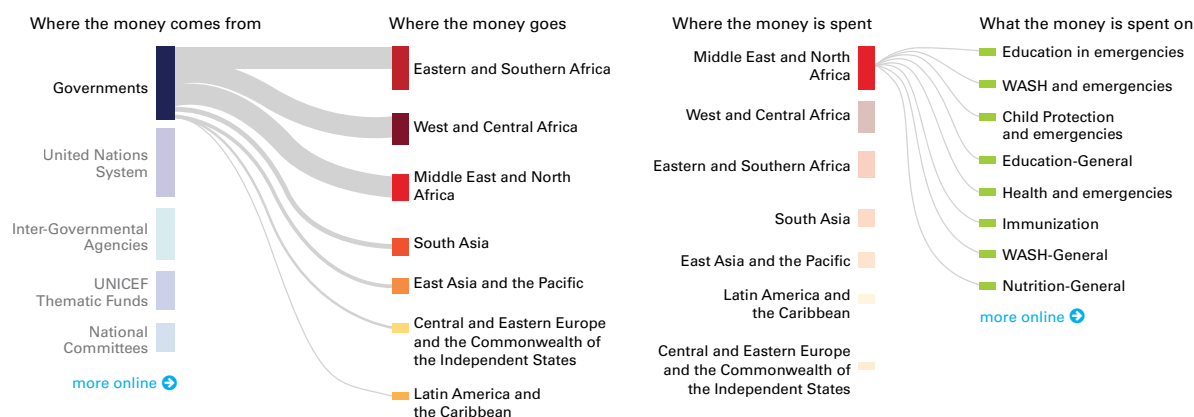 Where the money comes from
Where the money goes
Governments
United Nations
System
Inter-Governmental
Agencies
UNICEF
Thematic Funds
National
Committees
more online
Eastern and Southern Africa
West and Central Africa
Middle East and North
Africa
South Asia
East Asia and the Pacific
Central and Eastern Europe
and the Commonwealth of
the Independent States
Latin America and
the Caribbean
Where the money is spent
What the money is spent on
Middle East and North
Africa
West and Central Africa
Eastern and Southern Africa
South Asia
East Asia and the Pacific
Latin America and
the Caribbean
Central and Eastern Europe
and the Commonwealth of
the Independent States
Education in emergencies
WASH and emergencies
Child Protection
and emergencies
Education-General
Health and emergencies
Immunization
WASH-General
Nutrition-General
more online